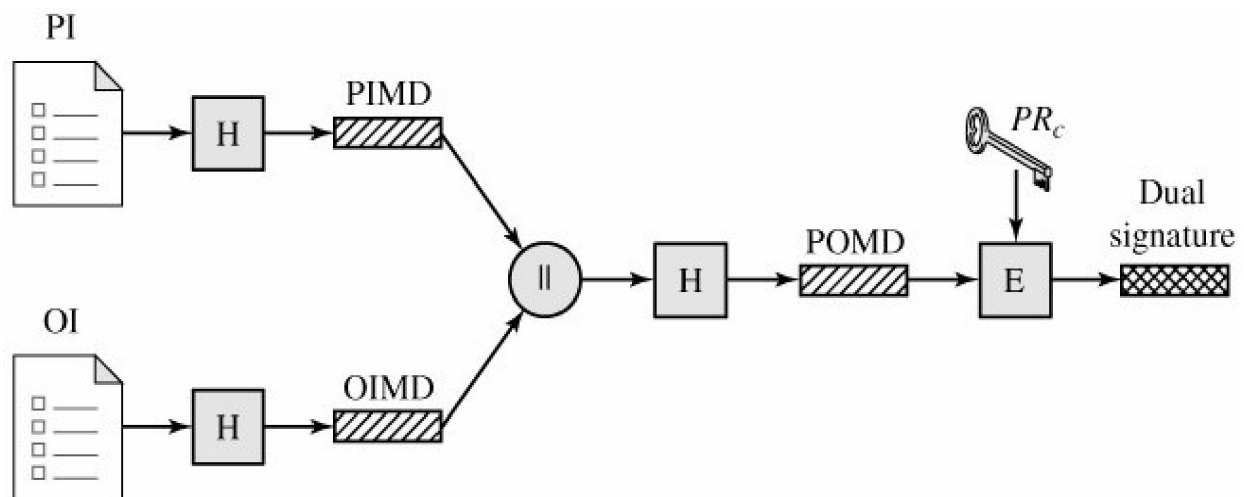 PI
H
PIMD
OI
H
OIMD
||
H
POMD
PRc
E
Dual
signature